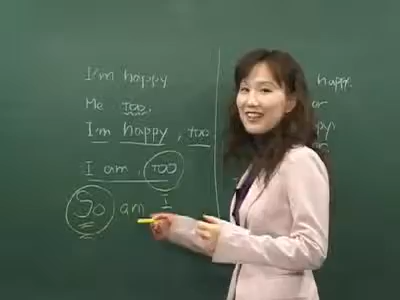 I'm happy
Me too.
I'm happy, too
I am, too
So am I
happy.